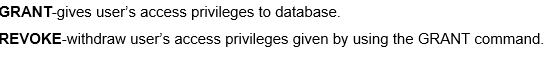 GRANT-gives user’s access privileges to database.
REVOKE-withdraw user’s access privileges given by using the GRANT command.